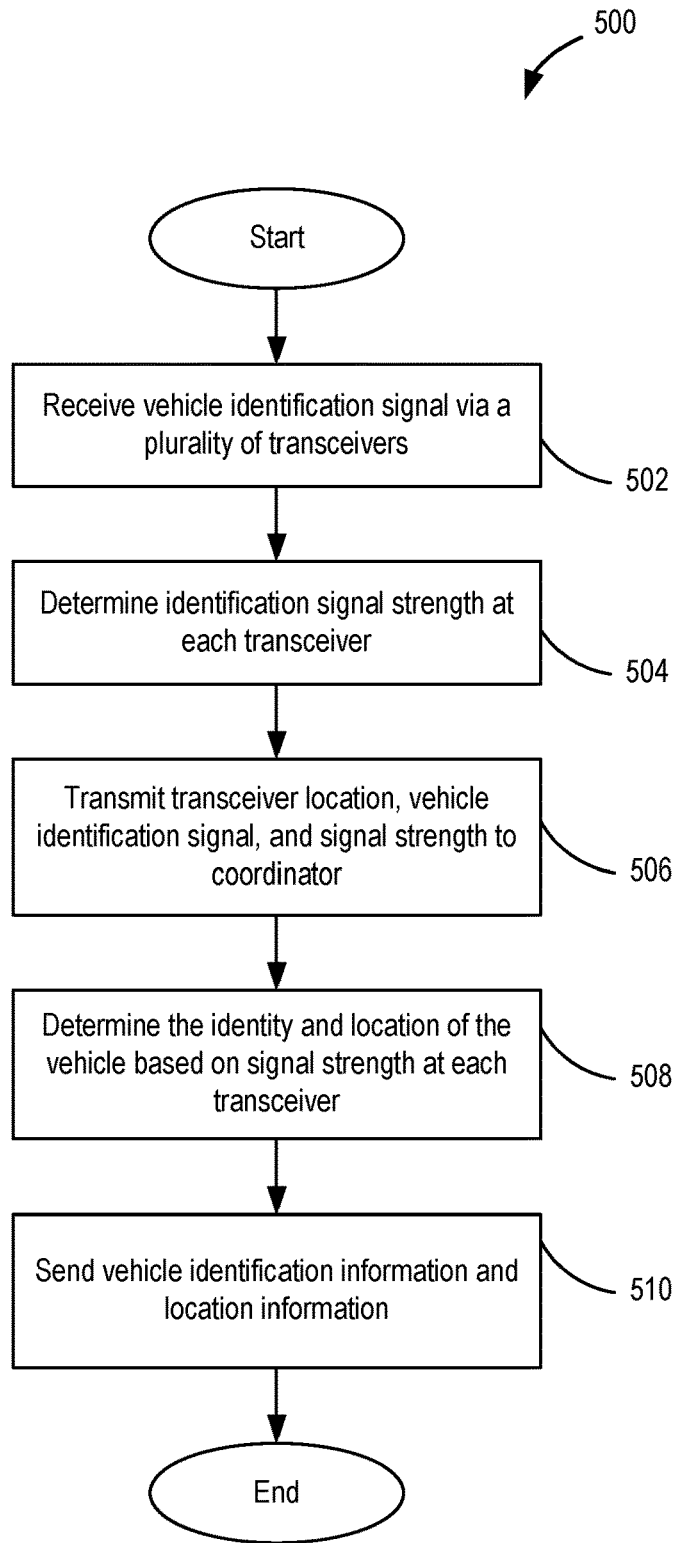 500
Start
Receive vehicle identification signal via a
plurality of transceivers
502
Determine identification signal strength at
each transceiver
504
Transmit transceiver location, vehicle
identification signal, and signal strength to
coordinator
506
Determine the identity and location of the
vehicle based on signal strength at each
transceiver
508
Send vehicle identification information and
location information
510
End